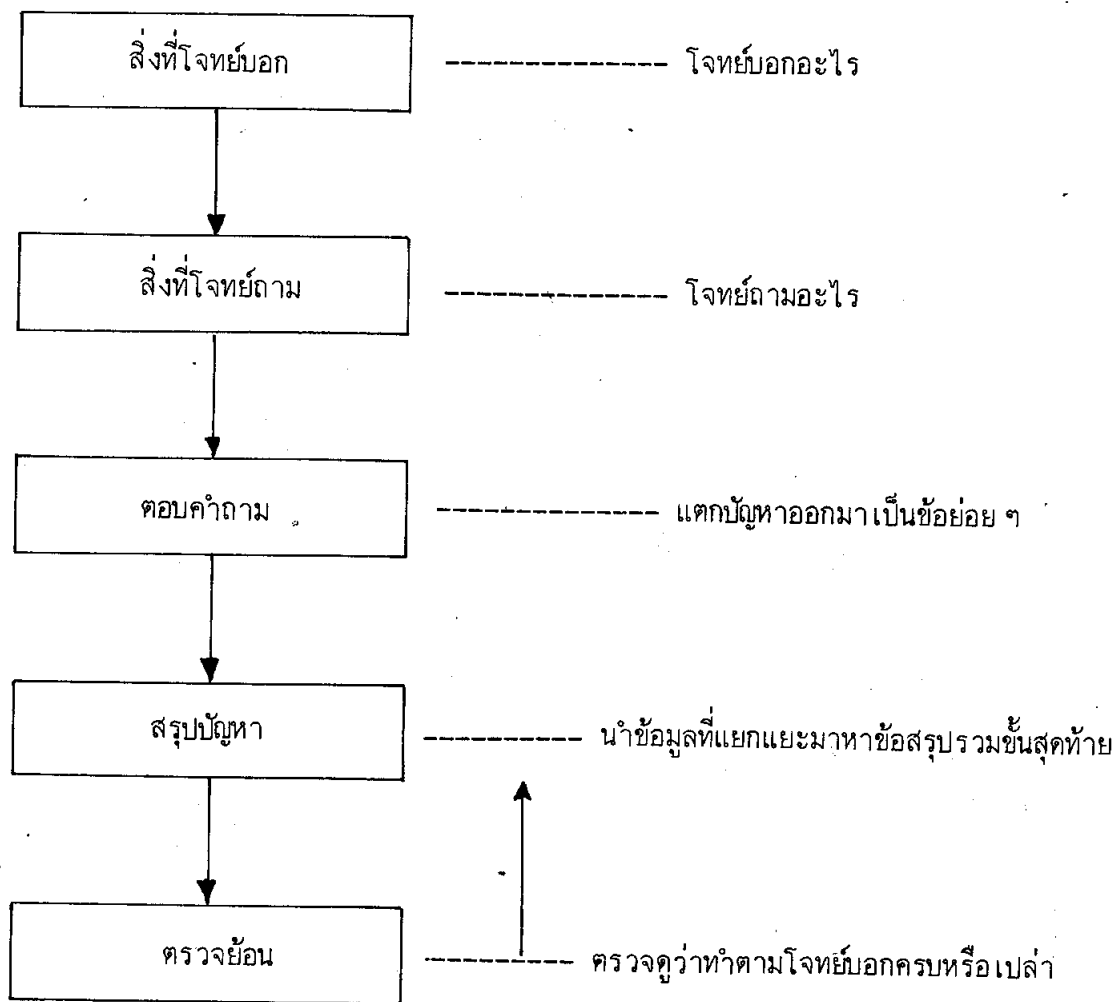 สิ่งที่โจทย์บอก -------------- โจทย์บอกอะไร
สิ่งที่โจทย์ถาม -------------- โจทย์ถามอะไร
ตอบคำถาม -------------- แตกปัญหาออกมาเป็นข้อย่อย ๆ
สรุปปัญหา ---------- นำข้อมูลที่แยกแยะมาหาข้อสรุปรวมขั้นสุดท้าย
ตรวจย้อน ---------- ตรวจดูว่าทำตามโจทย์บอกครบหรือเปล่า